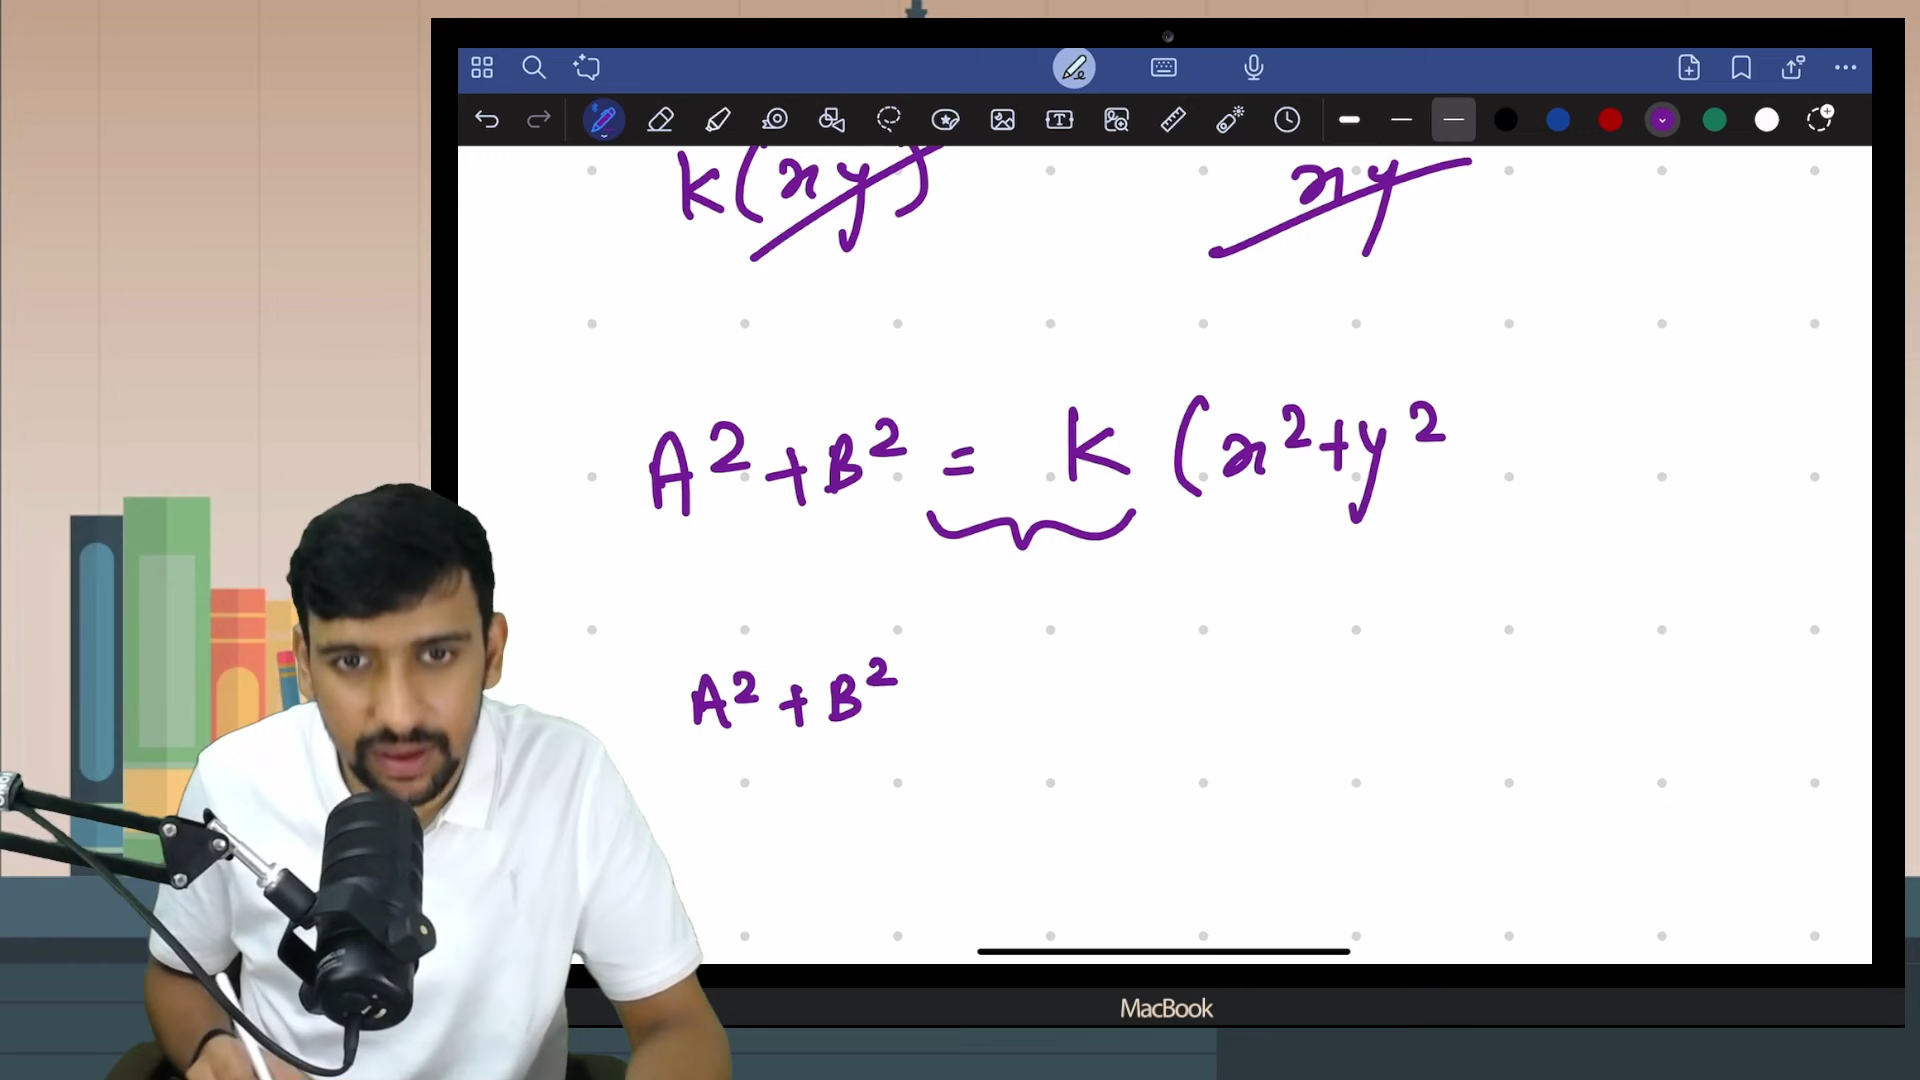 K(xy) xy
A²+B² = K (x²+y²
A²+B²
MacBook